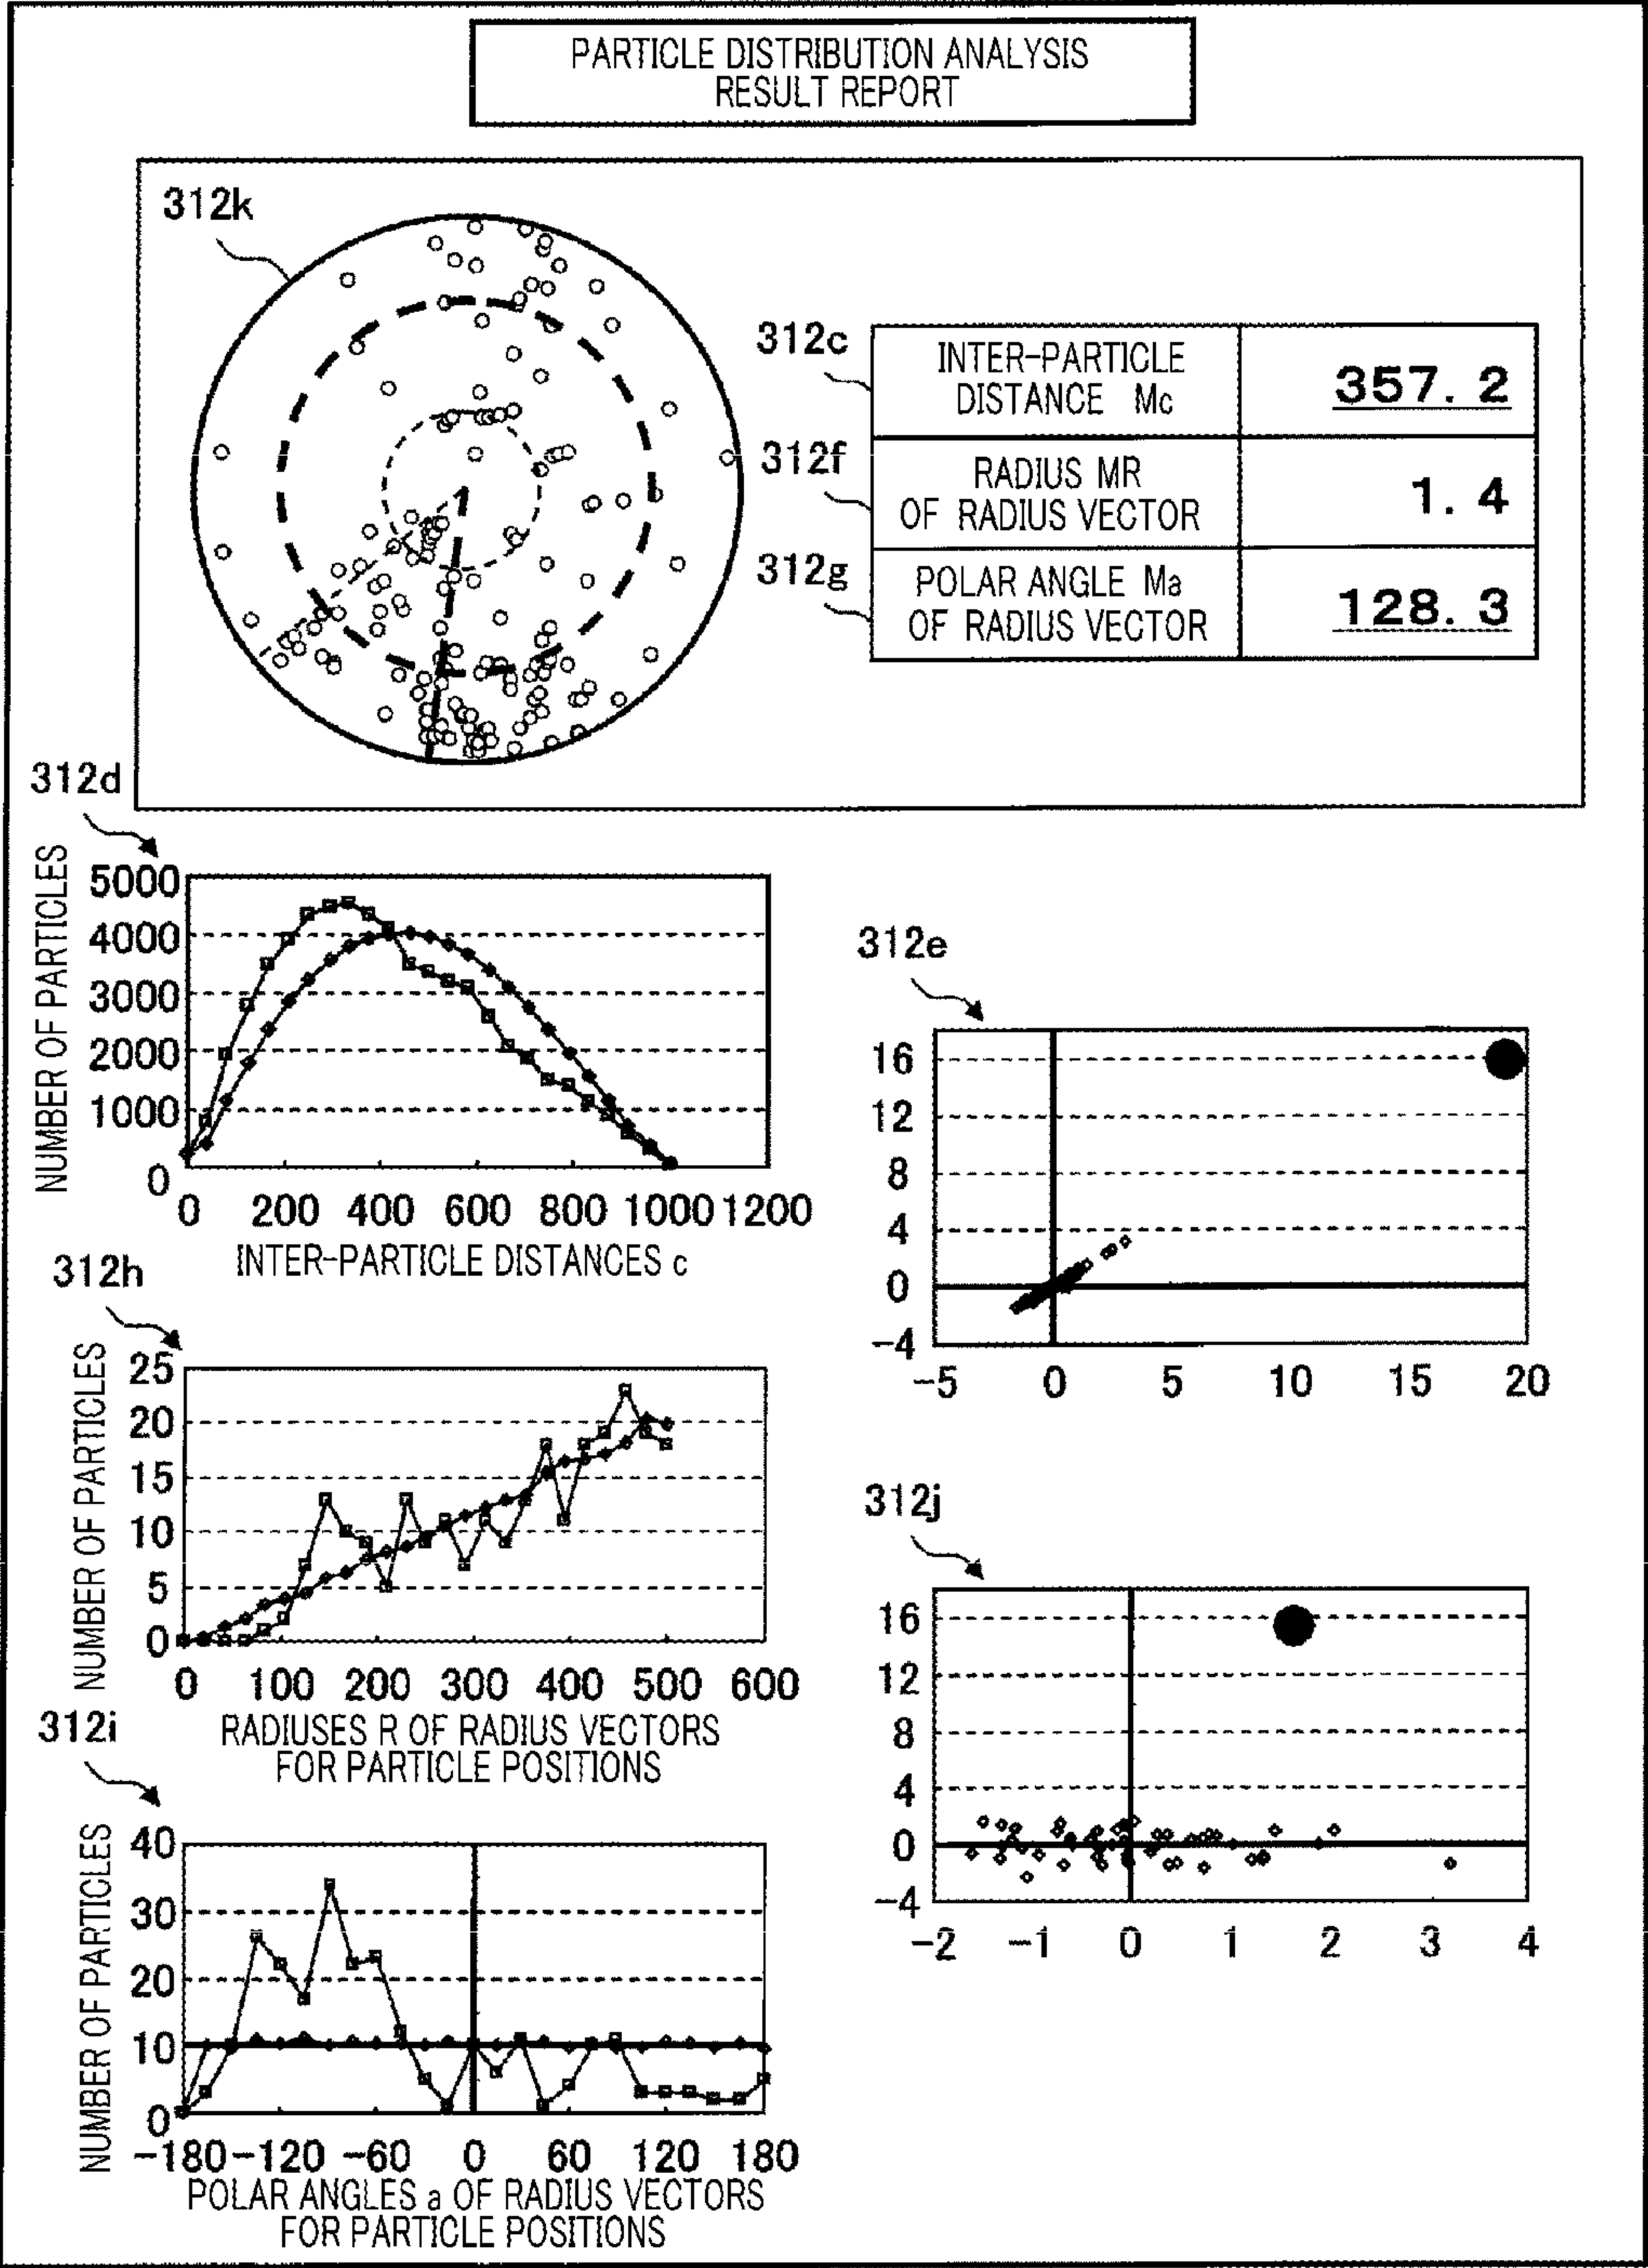 PARTICLE DISTRIBUTION ANALYSIS
RESULT REPORT
312k
312c
INTER-PARTICLE
DISTANCE Mc
357. 2
312f
RADIUS MR
OF RADIUS VECTOR
1. 4
312g
POLAR ANGLE Ma
OF RADIUS VECTOR
128. 3
312d
NUMBER OF PARTICLES
5000
4000
3000
2000
1000
0
0 200 400 600 800 1000 1200
INTER-PARTICLE DISTANCES c
312e
16
12
8
4
0
-4
-5 0 5 10 15 20
312h
NUMBER OF PARTICLES
25
20
15
10
5
0
0 100 200 300 400 500 600
RADIUSES R OF RADIUS VECTORS
FOR PARTICLE POSITIONS
312j
16
12
8
4
0
-4
-2 -1 0 1 2 3 4
312i
NUMBER OF PARTICLES
40
30
20
10
0
-180 -120 -60 0 60 120 180
POLAR ANGLES a OF RADIUS VECTORS
FOR PARTICLE POSITIONS